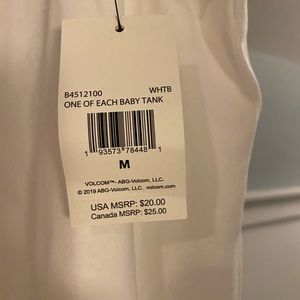 B4512100 WHTB
ONE OF EACH BABY TANK
1 93573 78448 1
M
VOLCOM™- ABG-Volcom, LLC.
© 2019 ABG-Volcom, LLC. volcom.com
USA MSRP: $20.00
Canada MSRP: $25.00